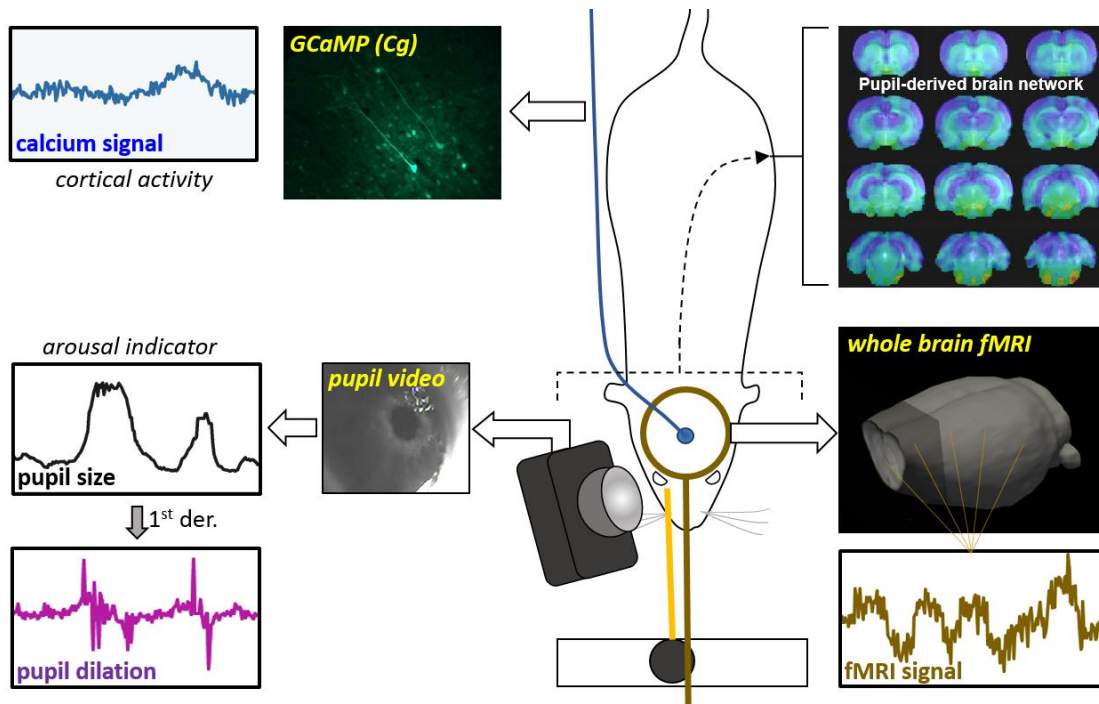 GCaMP (Cg)
calcium signal
cortical activity
Pupil-derived brain network
arousal indicator
pupil size
pupil video
1st der.
pupil dilation
whole brain fMRI
fMRI signal